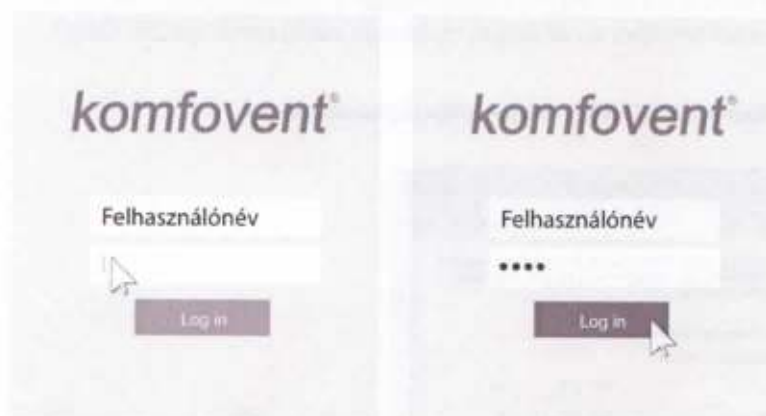 komfovent®
Felhasználónév
Log in
komfovent®
Felhasználónév
••••
Log in